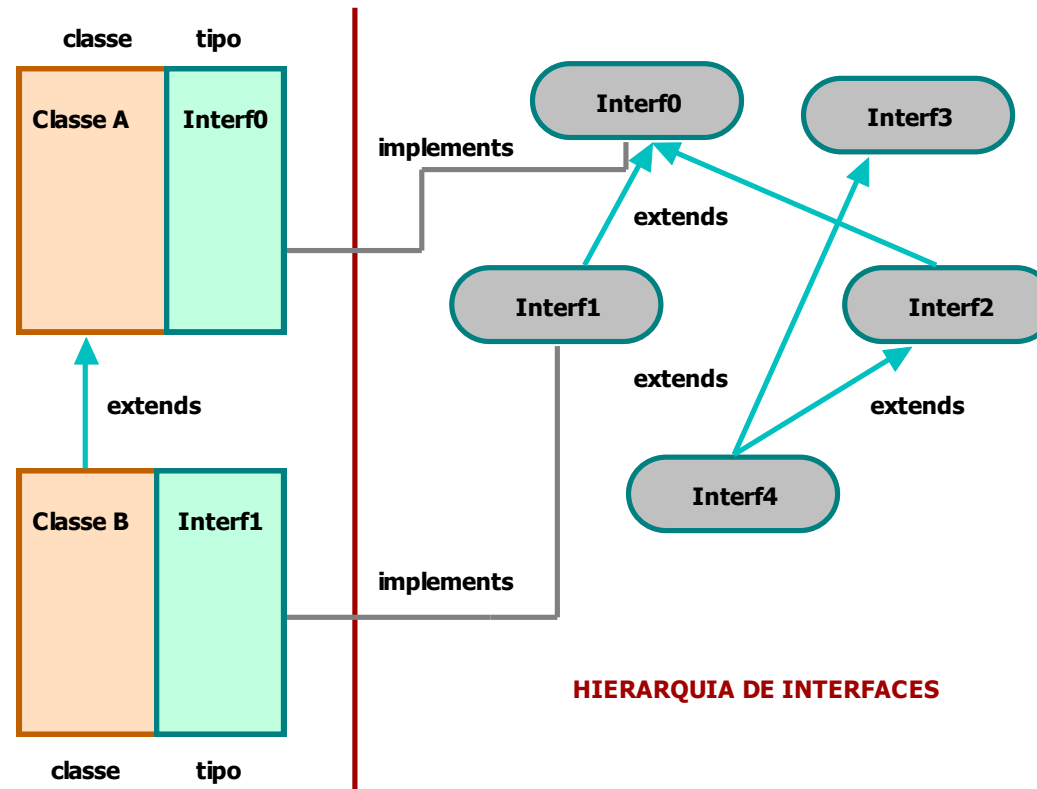 classe
tipo
Classe A
Interf0
implements
Interf0
Interf3
extends
Interf1
Interf2
extends
extends
extends
Classe B
Interf1
Interf4
implements
HIERARQUIA DE INTERFACES
classe
tipo